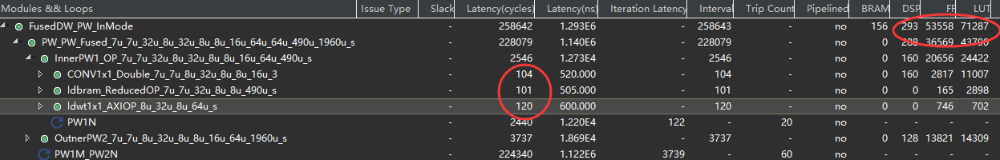 Modules && Loops Issue Type Slack Latency(cycles) Latency(ns) Iteration Latency Interval Trip Count Pipelined BRAM DSP FF LUT
FusedDW_PW_InMode - 258642 1.293E6 - 258643 - no 156 293 53558 71287
PW_PW_Fused_7u_7u_32u_8u_32u_8u_8u_16u_64u_64u_490u_1960u_s - 228079 1.140E6 - 228079 - no 0 288 36569 43790
InnerPW1_OP_7u_7u_32u_8u_32u_8u_8u_16u_64u_490u_s - 2546 1.273E4 - 2546 - no 0 160 20656 24422
CONV1x1_Double_7u_7u_8u_32u_8u_8u_16u_3 - 104 520.000 - 104 - no 0 160 2817 11007
ldbram_ReducedOP_7u_7u_32u_8u_8u_490u_s - 101 505.000 - 101 - no 0 0 165 2898
ldwt1x1_AXIOP_8u_32u_8u_64u_s - 120 600.000 - 120 - no 0 0 746 702
PW1N - 2440 1.220E4 122 - 20 no - - - -
OutnerPW2_7u_7u_8u_32u_8u_8u_16u_64u_1960u_s - 3737 1.869E4 - 3737 - no 0 128 13821 14309
PW1M_PW2N - 224340 1.122E6 3739 - 60 no - - - -